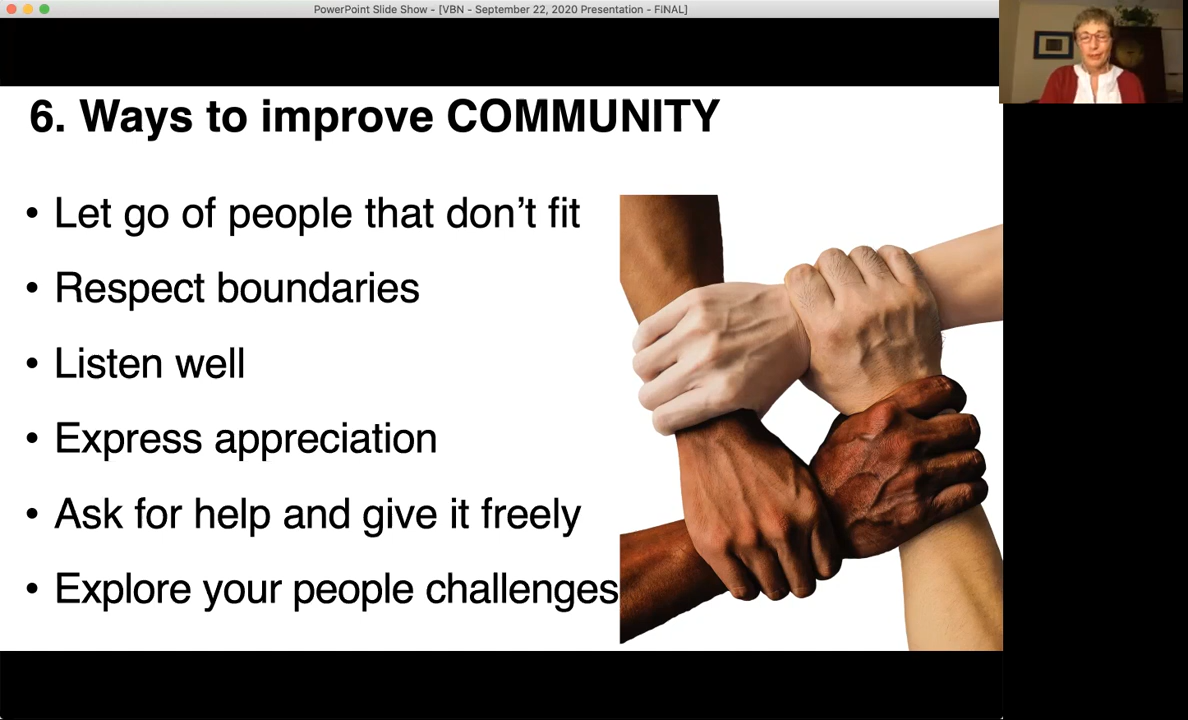 PowerPoint Slide Show - [VBN - September 22, 2020 Presentation - FiNAL]
6. Ways to improve COMMUNITY
• Let go of people that don’t fit
• Respect boundaries
• Listen well
• Express appreciation
• Ask for help and give it freely
• Explore your people challenges